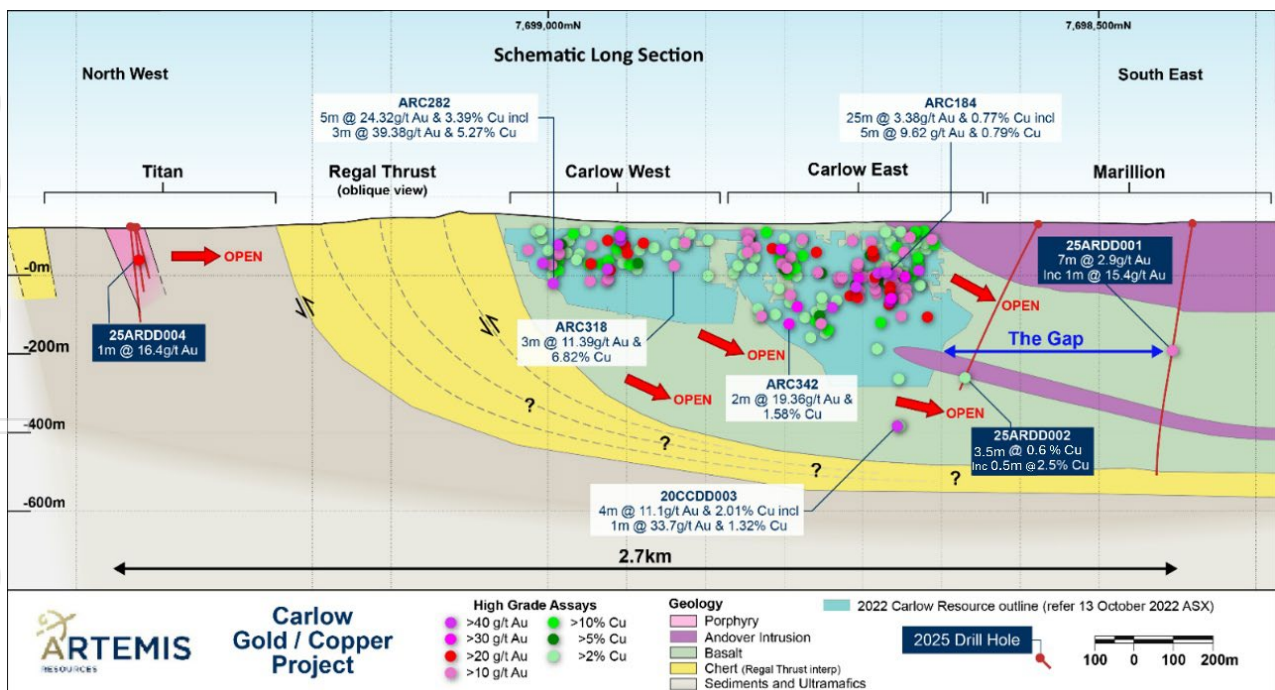 7,699,000mN
7,698,500mN
Schematic Long Section
North West
South East
ARC282
5m @ 24.32g/t Au & 3.39% Cu incl
3m @ 39.38g/t Au & 5.27% Cu
ARC184
25m @ 3.38g/t Au & 0.77% Cu incl
5m @ 9.62 g/t Au & 0.79% Cu
Titan
Regal Thrust
(oblique view)
Carlow West
Carlow East
Marillion
OPEN
-0m
25ARDD001
7m @ 2.9g/t Au
Inc 1m @ 15.4g/t Au
OPEN
25ARDD004
1m @ 16.4g/t Au
ARC318
3m @ 11.39g/t Au &
6.82% Cu
The Gap
-200m
OPEN
ARC342
2m @ 19.36g/t Au &
1.58% Cu
OPEN
OPEN
?
-400m
25ARDD002
3.5m @ 0.6 % Cu
Inc 0.5m @2.5% Cu
?
?
?
20CCDD003
4m @ 11.1g/t Au & 2.01% Cu incl
1m @ 33.7g/t Au & 1.32% Cu
-600m
2.7km
ARTEMIS
RESOURCES
Carlow
Gold / Copper
Project
High Grade Assays
>40 g/t Au
>30 g/t Au
>20 g/t Au
>10 g/t Au
>10% Cu
>5% Cu
>2% Cu
Geology
Porphyry
Andover Intrusion
Basalt
Chert (Regal Thrust interp)
Sediments and Ultramafics
2022 Carlow Resource outline (refer 13 October 2022 ASX)
2025 Drill Hole
100 0 100 200m